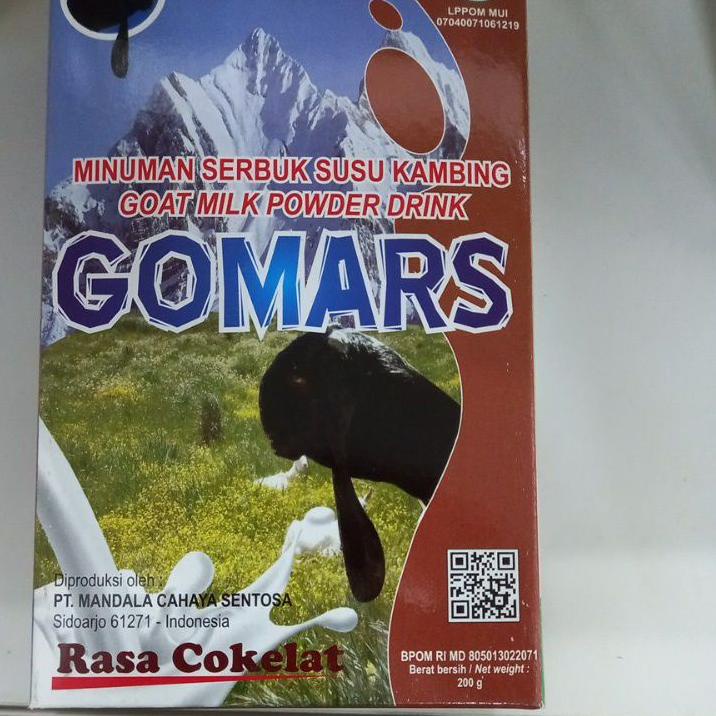 LPPOM MUI
07040071061219
MINUMAN SERBUK SUSU KAMBING
GOAT MILK POWDER DRINK
GOMARS
Diproduksi oleh :
PT. MANDALA CAHAYA SENTOSA
Sidoarjo 61271 - Indonesia
Rasa Cokelat
BPOM RI MD 805013022071
Berat bersih / Net weight :
200 g